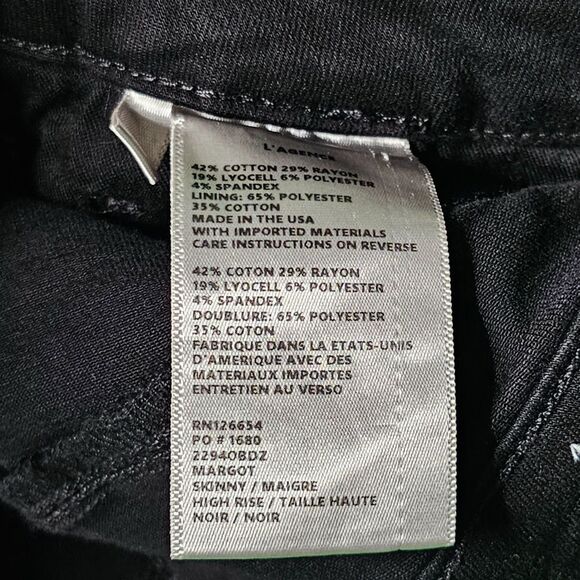 L'AGENCE
42% COTTON 29% RAYON
19% LYOCELL 6% POLYESTER
4% SPANDEX
LINING: 65% POLYESTER
35% COTTON
MADE IN THE USA
WITH IMPORTED MATERIALS
CARE INSTRUCTIONS ON REVERSE
42% COTON 29% RAYON
19% LYOCELL 6% POLYESTER
4% SPANDEX
DOUBLURE: 65% POLYESTER
35% COTON
FABRIQUE DANS LA ETATS-UNIS
D'AMERIQUE AVEC DES
MATERIAUX IMPORTES
ENTRETIEN AU VERSO
RN126654
PO # 1680
2294OBDZ
MARGOT
SKINNY / MAIGRE
HIGH RISE / TAILLE HAUTE
NOIR / NOIR